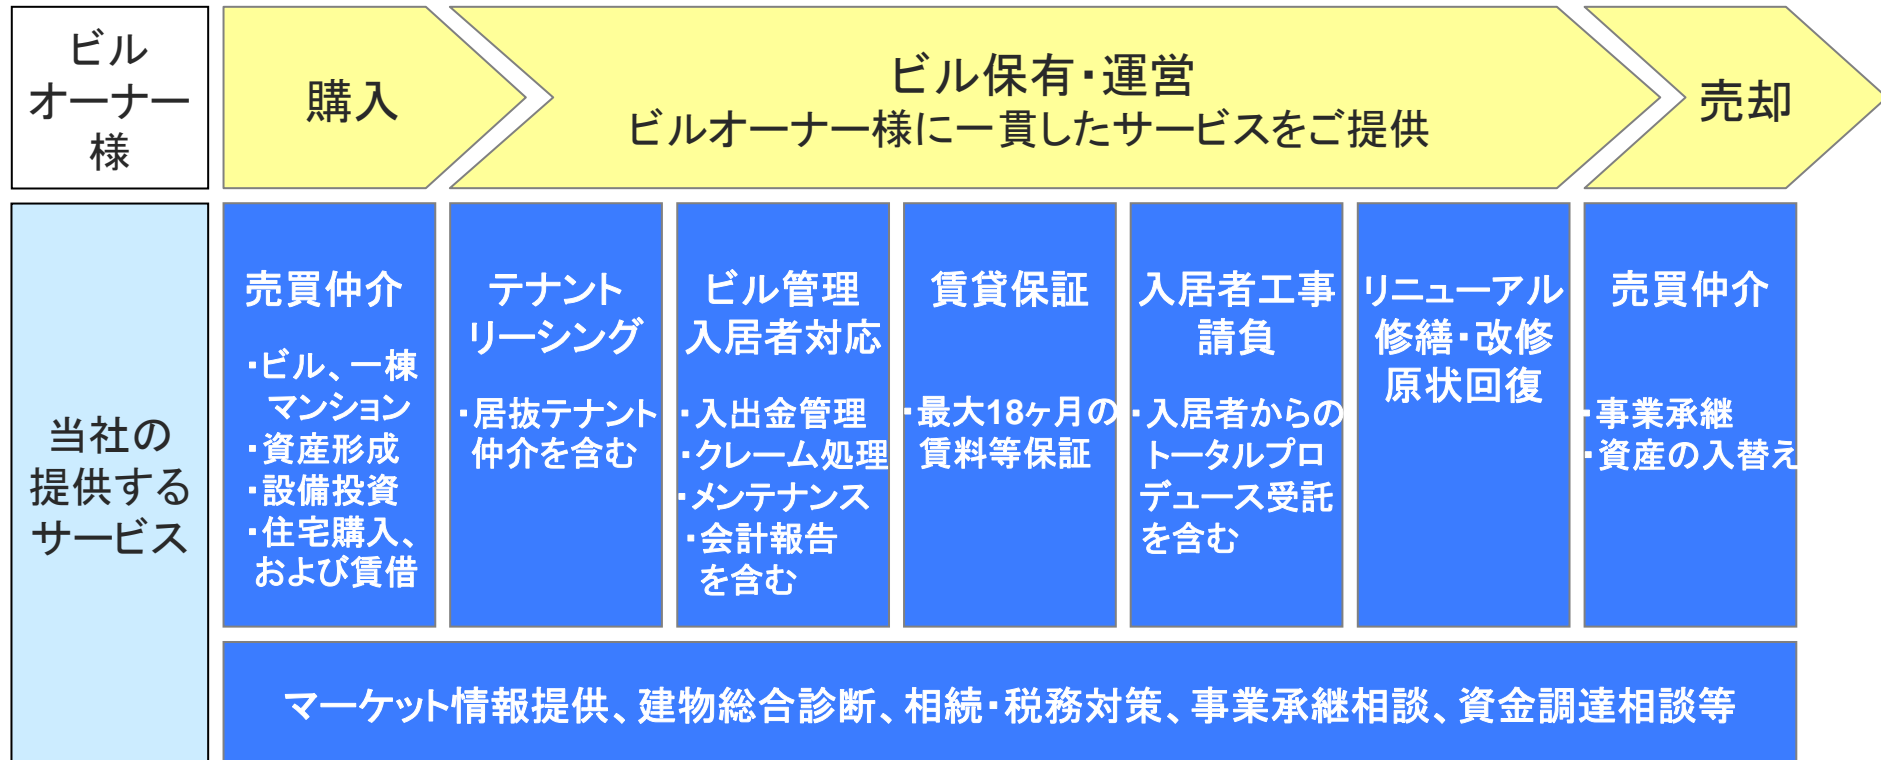 ビル
オーナー
様
購入
ビル保有・運営
ビルオーナー様に一貫したサービスをご提供
売却
当社の
提供する
サービス
売買仲介
・ビル、一棟
マンション
・資産形成
・設備投資
・住宅購入、
および賃借
テナント
リーシング
・居抜テナント
仲介を含む
ビル管理
入居者対応
・入出金管理
・クレーム処理
・メンテナンス
・会計報告
を含む
賃貸保証
・最大18ヶ月の
賃料等保証
入居者工事
請負
・入居者からの
トータルプロ
デュース受託
を含む
リニューアル
修繕・改修
原状回復
売買仲介
・事業承継
・資産の入替え
マーケット情報提供、建物総合診断、相続・税務対策、事業承継相談、資金調達相談等